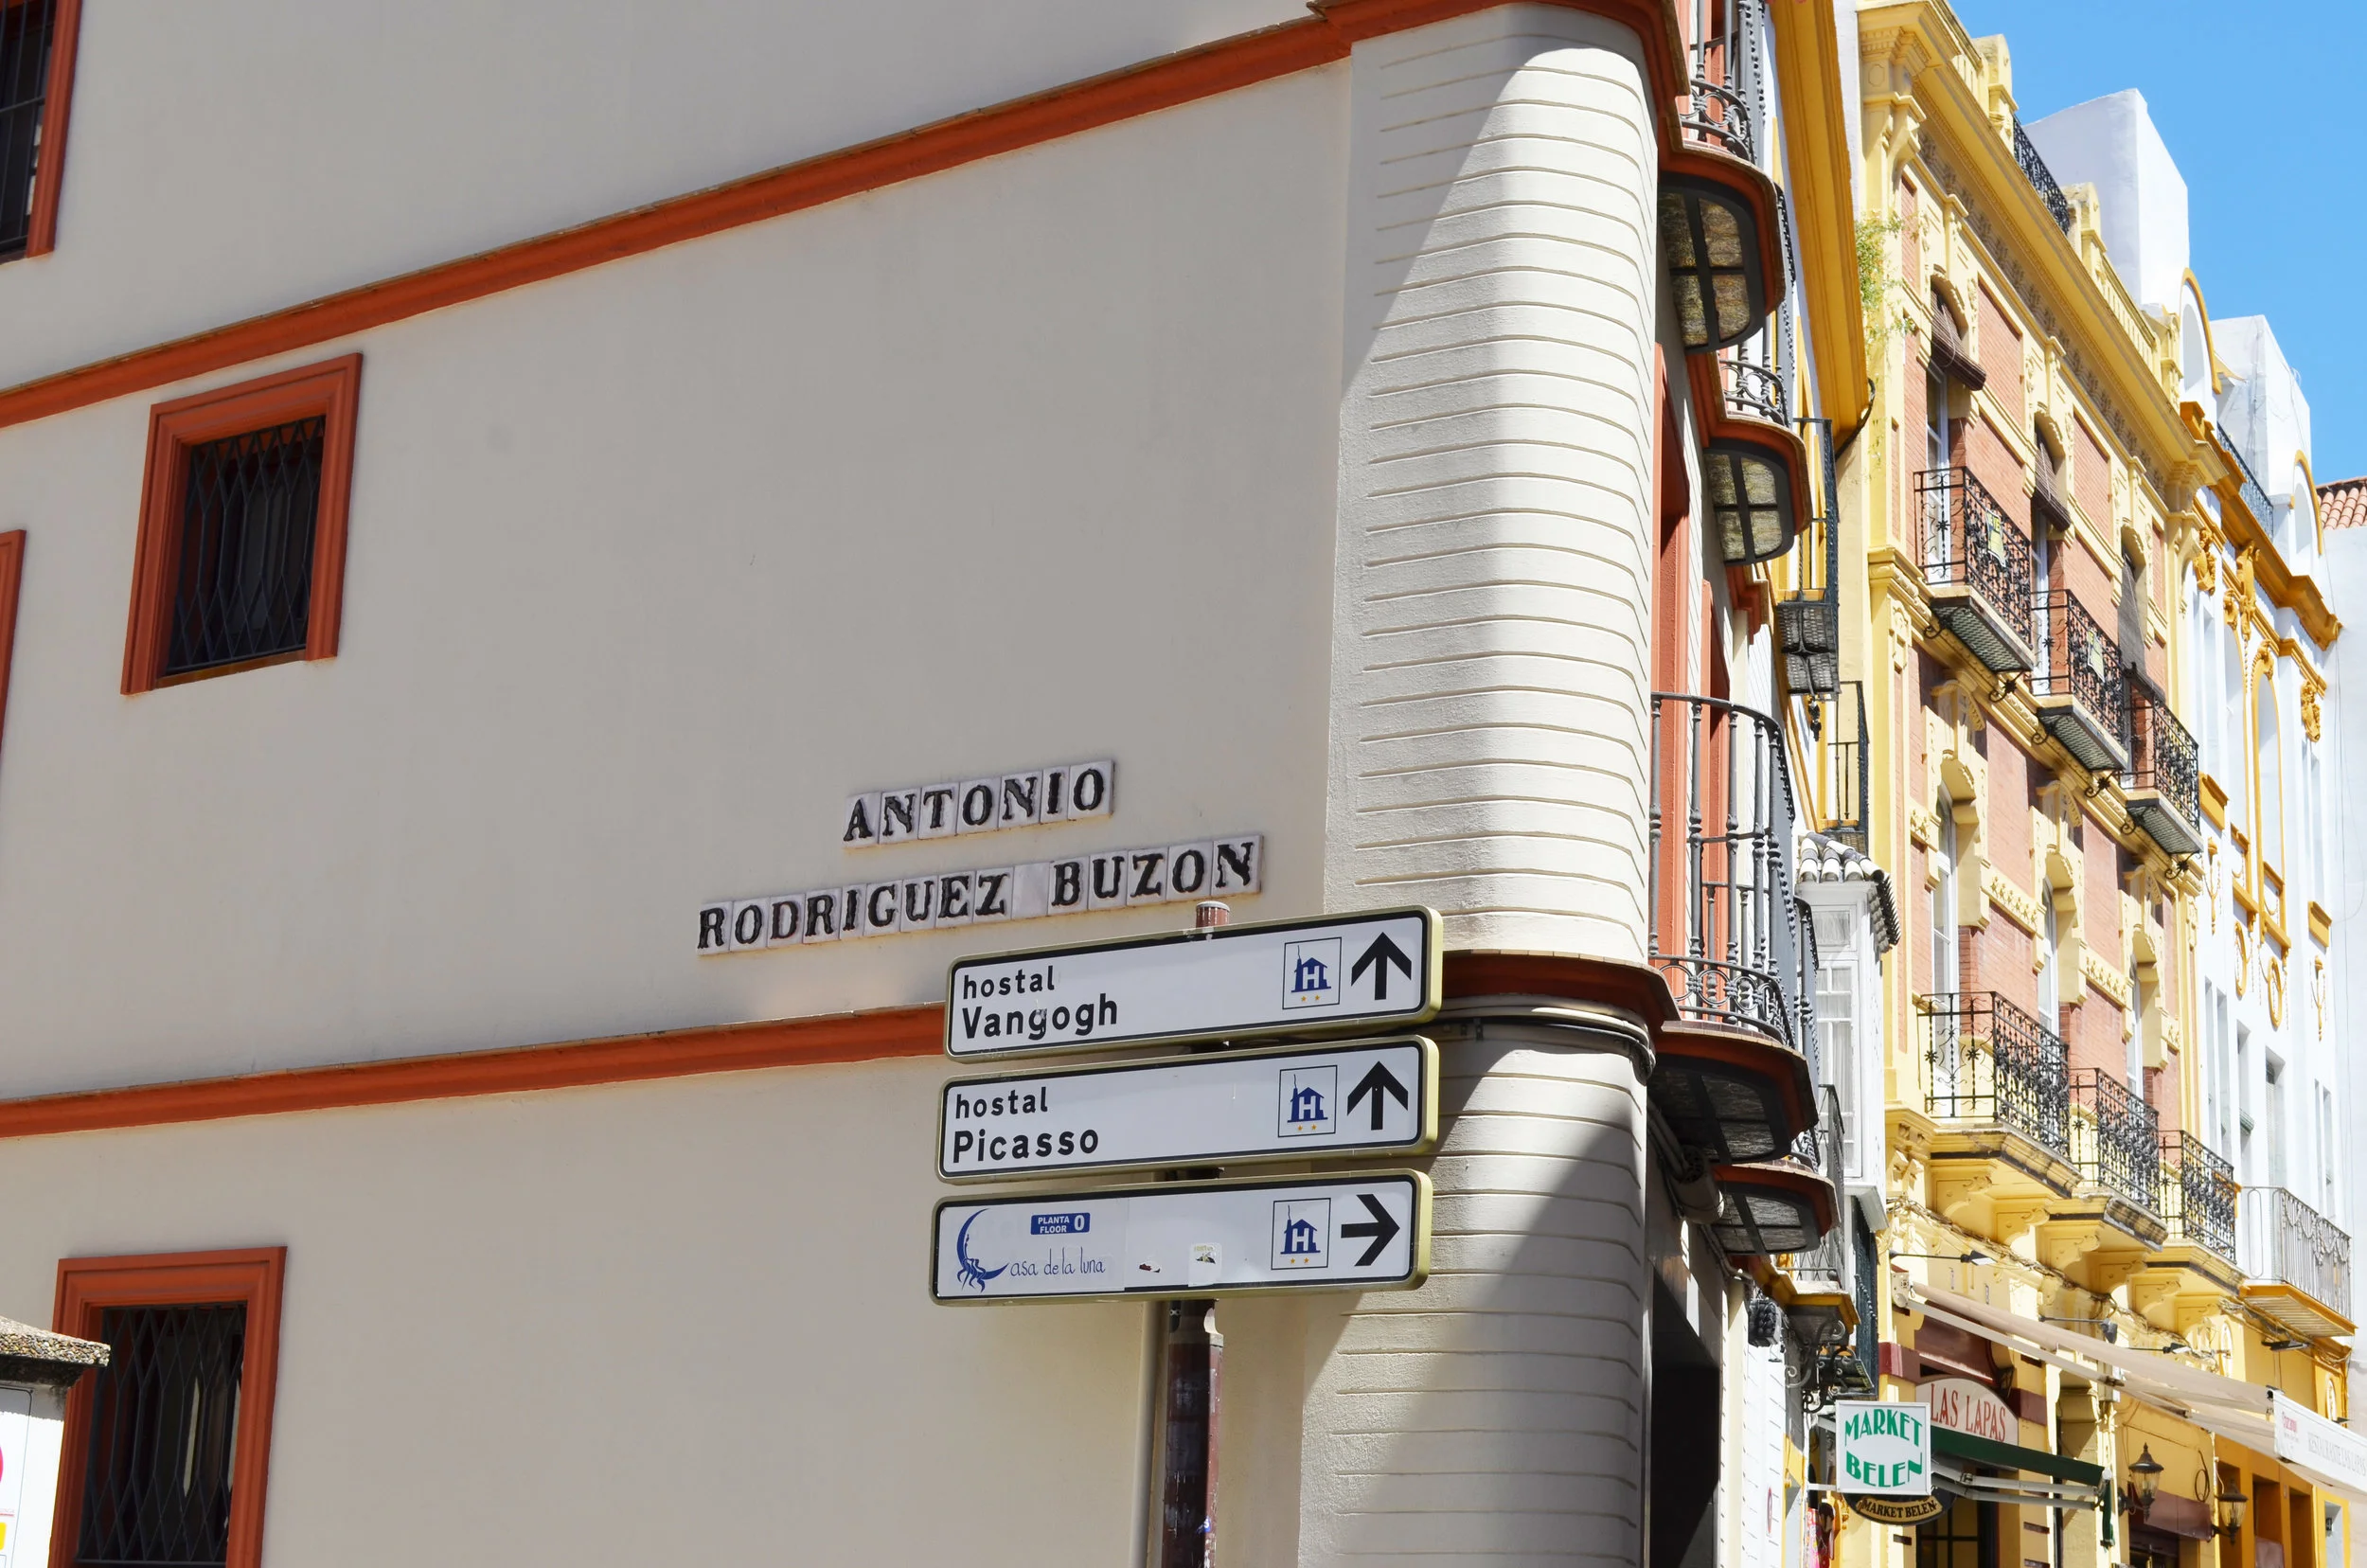 ANTONIO
RODRIGUEZ BUZON
hostal
Vangogh
H
hostal
Picasso
H
PLANTA
FLOOR 0
asa de la luna
H
LAS LAPAS
MARKET
BELEN
MARKET BELEN